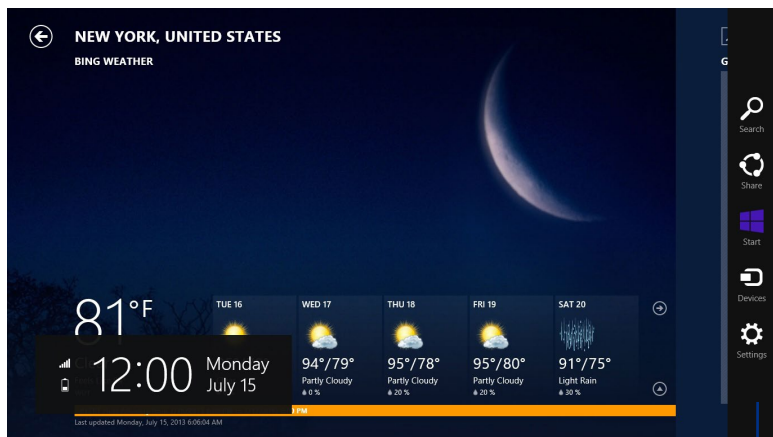 NEW YORK, UNITED STATES
BING WEATHER
G
Search
Share
Start
Devices
Settings
81°F
TUE 16
WED 17
94°/79°
Partly Cloudy
0 %
THU 18
95°/78°
Partly Cloudy
20 %
FRI 19
95°/80°
Partly Cloudy
20 %
SAT 20
91°/75°
Light Rain
30 %
12:00
Monday
July 15
PM
Last updated Monday, July 15, 2013 6:06:04 AM